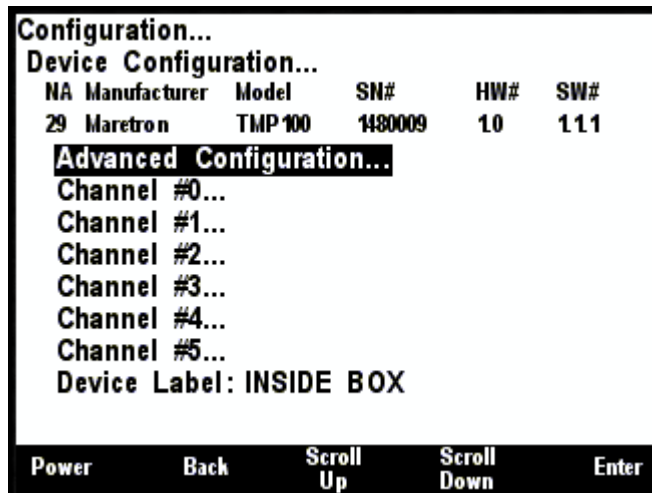 Configuration...
Device Configuration...
NA Manufacturer Model SN# HW# SW#
29 Maretron TMP100 1480009 1.0 1.1.1
Advanced Configuration...
Channel #0...
Channel #1...
Channel #2...
Channel #3...
Channel #4...
Channel #5...
Device Label: INSIDE BOX
Power Back Scroll Up Scroll Down Enter